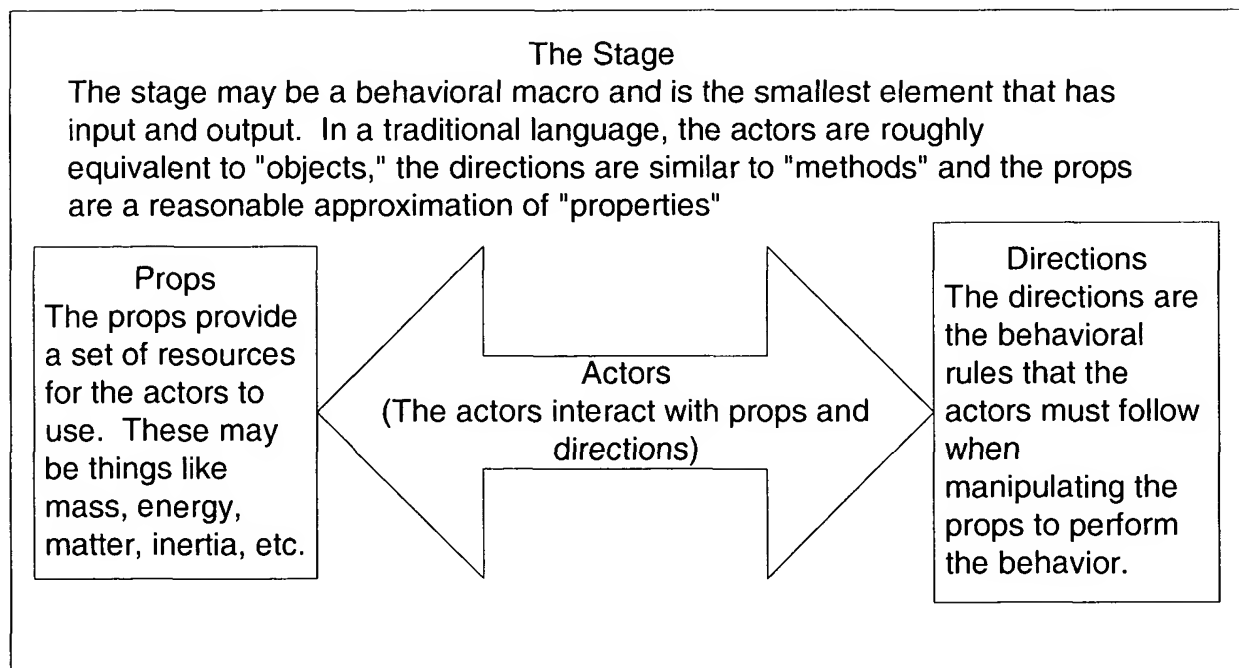 The Stage
The stage may be a behavioral macro and is the smallest element that has
input and output. In a traditional language, the actors are roughly
equivalent to "objects," the directions are similar to "methods" and the props
are a reasonable approximation of "properties"
Props
The props provide
a set of resources
for the actors to
use. These may
be things like
mass, energy,
matter, inertia, etc.
Actors
(The actors interact with props and
directions)
Directions
The directions are
the behavioral
rules that the
actors must follow
when
manipulating the
props to perform
the behavior.